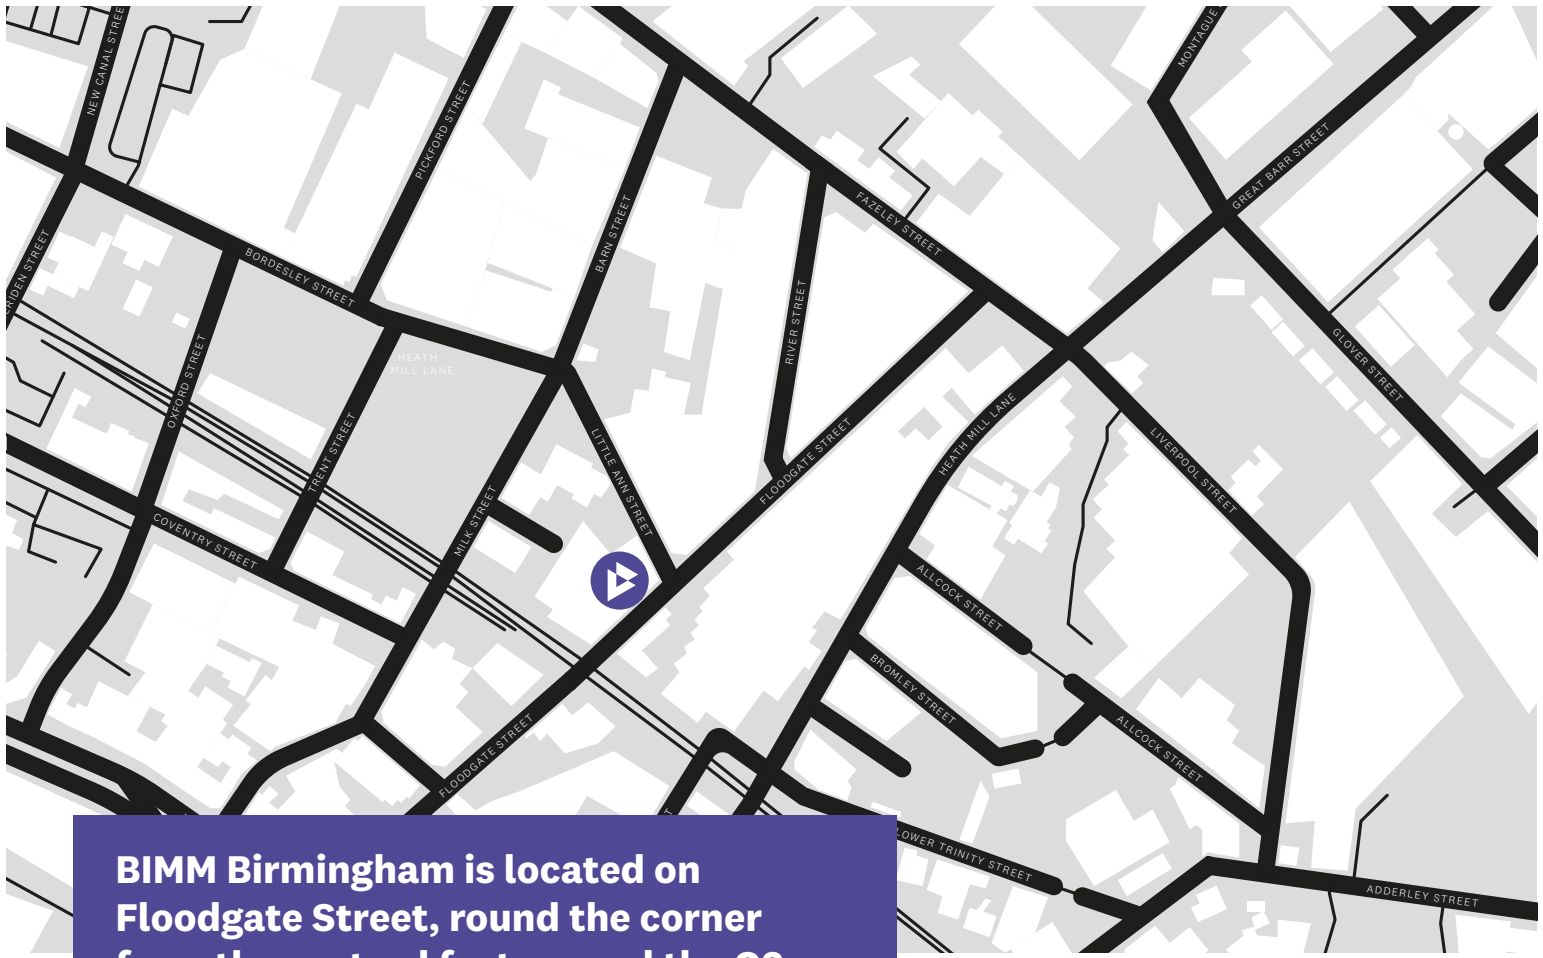 NEW CANAL STREE
MONTAGUE
PICKFORD STREET
GREAT BARR STREET
BARN STREET
FAZELEY STREET
ERIDEN STREET
BORDESLEY STREET
RIVER STREET
OXFORD STREET
HEATH
MILL LANE
GLOVER STREET
TRENT STREET
LITTLE ANN STREET
FLOODGATE STREET
HEATH MILL LANE
LIVERPOOL STREET
COVENTRY STREET
MILK STREET
ALLCOCK STREET
BROMLEY STREET
ALLCOCK STREET
FLOODGATE STREET
LOWER TRINITY STREET
ADDERLEY STREET
BIMM Birmingham is located on
Floodgate Street, round the corner